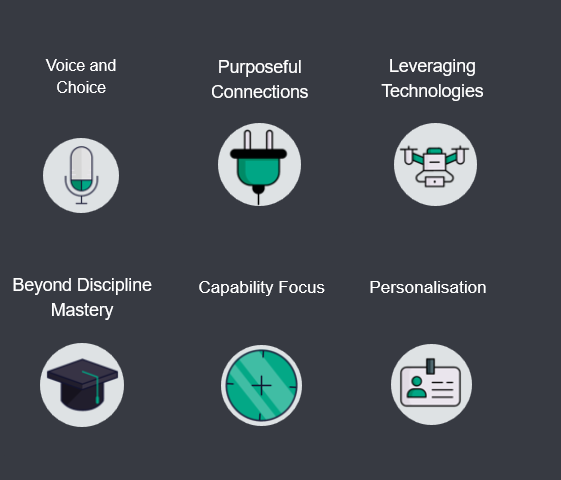 Voice and
Choice
Purposeful
Connections
Leveraging
Technologies
Beyond Discipline
Mastery
Capability Focus
Personalisation